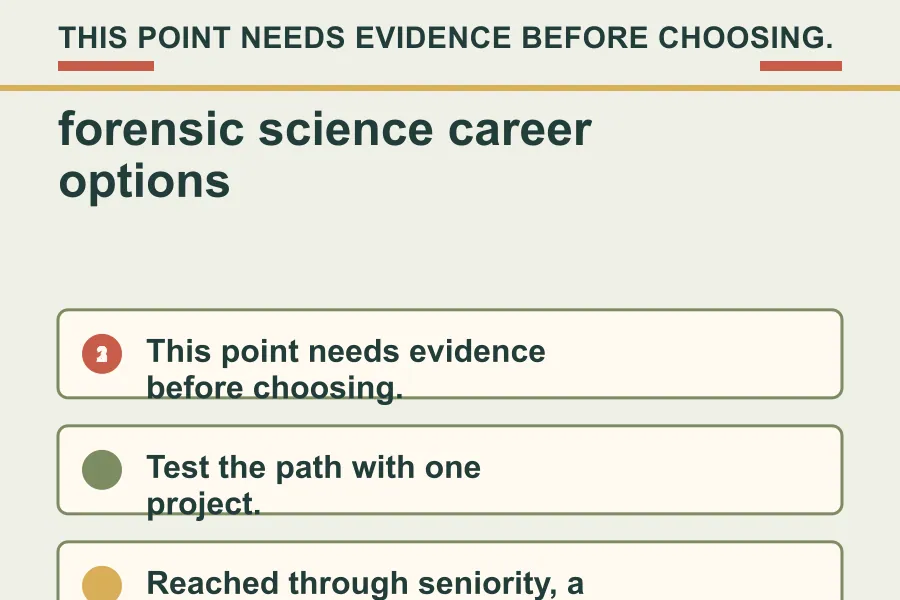 THIS POINT NEEDS EVIDENCE BEFORE CHOOSING.
forensic science career
options
This point needs evidence
before choosing.
Test the path with one
project.
Reached through seniority, a